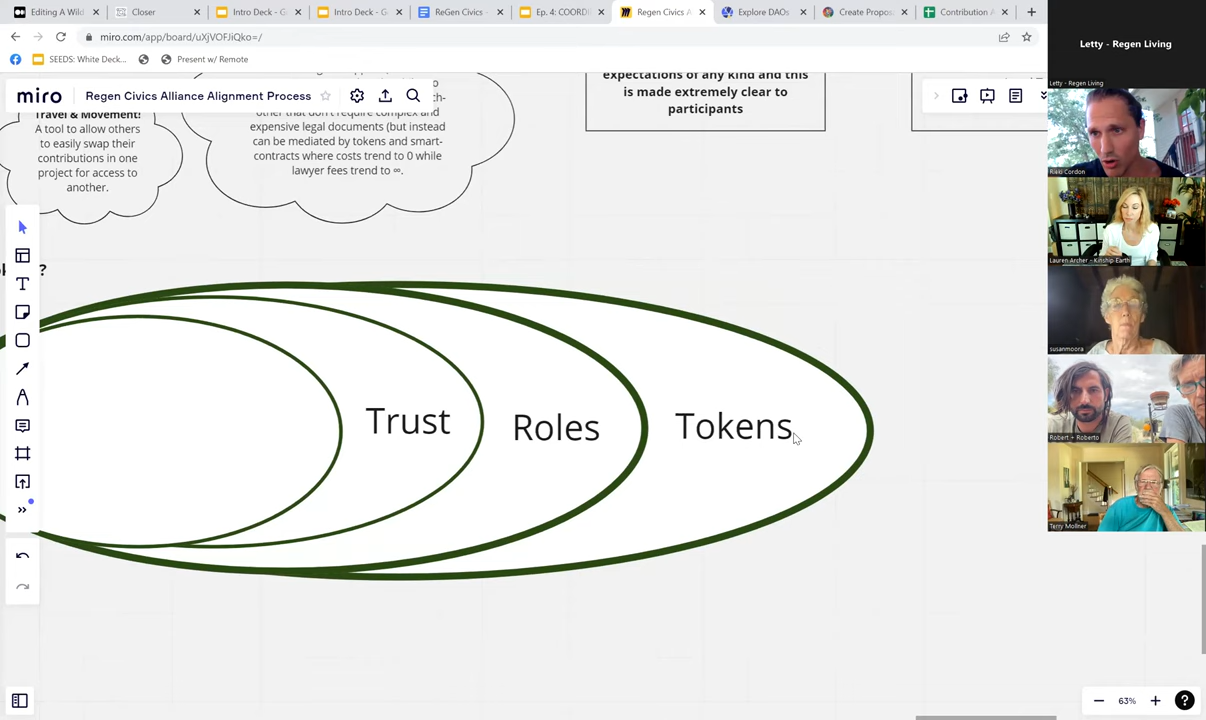 Editing A Wild
Closer
Intro Deck - G
Intro Deck - G
ReGen Civics
Ep. 4: COORDI
Regen Civics A
Explore DAOs
Create Propos
Contribution A
miro.com/app/board/uXjVOFJiQko=/
SEEDS: White Deck...
Present w/ Remote
miro
Regen Civics Alliance Alignment Process
Travel & Movement:
A tool to allow others
to easily swap their
contributions in one
project for access to
another.
other that don't require complex and
expensive legal documents (but instead
can be mediated by tokens and smart-
contracts where costs trend to 0 while
lawyer fees trend to ∞.
expectations of any kind and this
is made extremely clear to
participants
?
Trust
Roles
Tokens
63%
Letty - Regen Living
Letty - Regen Living
Rieki Cordon
Lauren Archer - Kinship Earth
susanmoora
Robert + Roberto
Terry Mollner